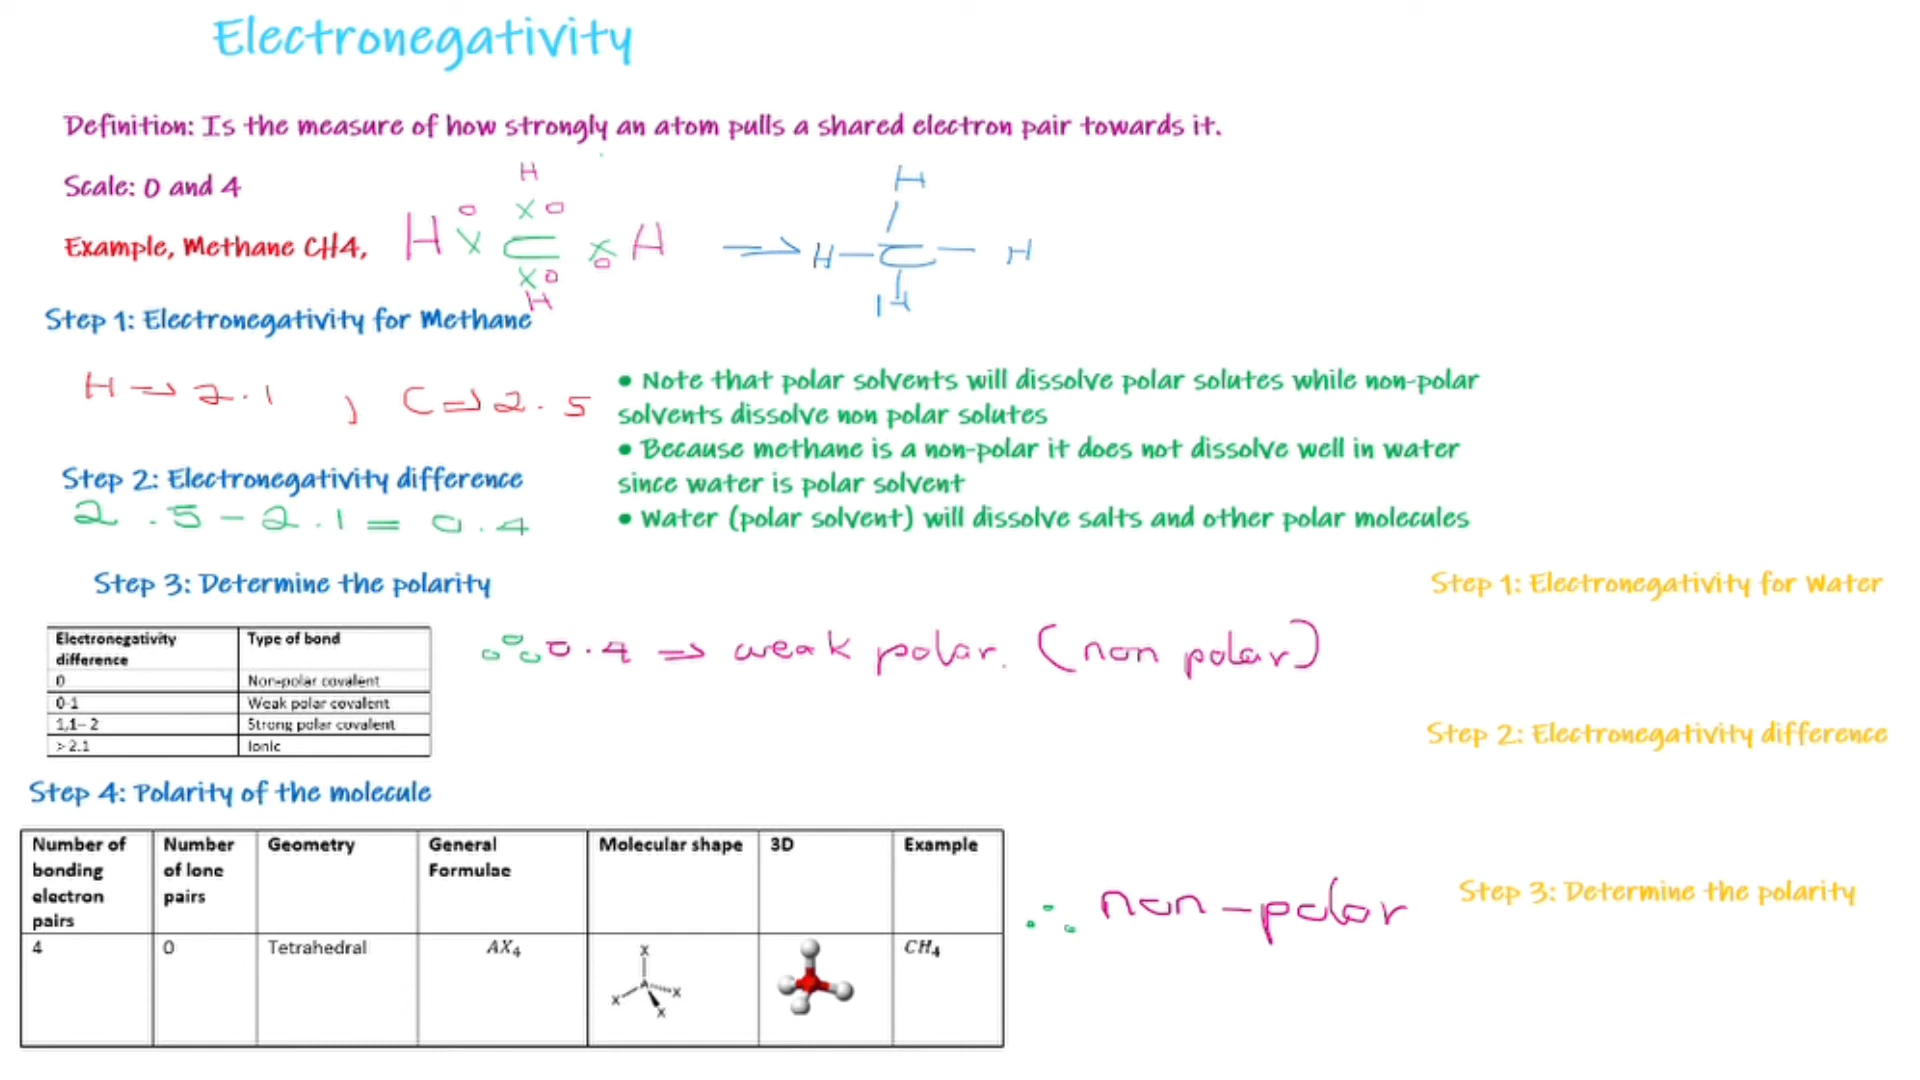 Electronegativity
Definition: Is the measure of how strongly an atom pulls a shared electron pair towards it.
Scale: 0 and 4
Example, Methane CH4,
H
x o
H o x C x o H
x o
H
⇒
H
H - C - H
H
Step 1: Electronegativity for Methane
H ⇒ 2.1 , C ⇒ 2.5
Step 2: Electronegativity difference
2.5 - 2.1 = 0.4
• Note that polar solvents will dissolve polar solutes while non-polar
solvents dissolve non polar solutes
• Because methane is a non-polar it does not dissolve well in water
since water is polar solvent
• Water (polar solvent) will dissolve salts and other polar molecules
Step 3: Determine the polarity
Electronegativity difference | Type of bond
0 | Non-polar covalent
0-1 | Weak polar covalent
1,1– 2 | Strong polar covalent
> 2.1 | Ionic
∴ 0.4 ⇒ weak polar. (non polar)
Step 4: Polarity of the molecule
Number of bonding electron pairs | Number of lone pairs | Geometry | General Formulae | Molecular shape | 3D | Example
4 | 0 | Tetrahedral | AX4 | X A X X X | CH4
∴ non-polar
Step 1: Electronegativity for Water
Step 2: Electronegativity difference
Step 3: Determine the polarity